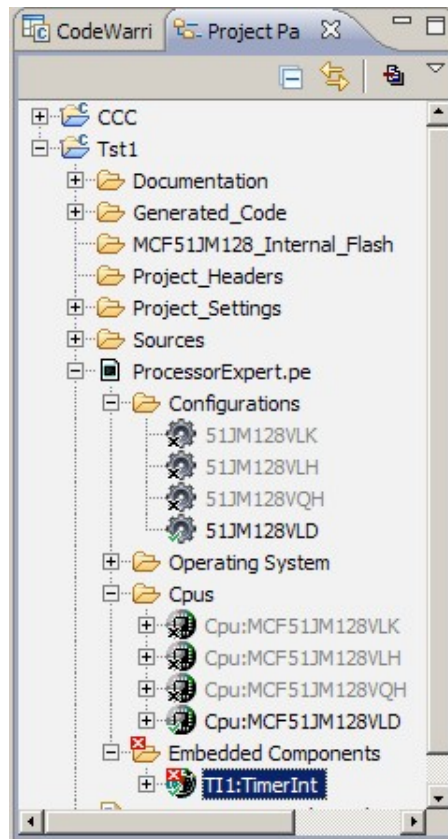 CodeWarri Project Pa
CCC
Tst1
Documentation
Generated_Code
MCF51JM128_Internal_Flash
Project_Headers
Project_Settings
Sources
ProcessorExpert.pe
Configurations
51JM128VLK
51JM128VLH
51JM128VQH
51JM128VLD
Operating System
Cpus
Cpu:MCF51JM128VLK
Cpu:MCF51JM128VLH
Cpu:MCF51JM128VQH
Cpu:MCF51JM128VLD
Embedded Components
TI1:TimerInt